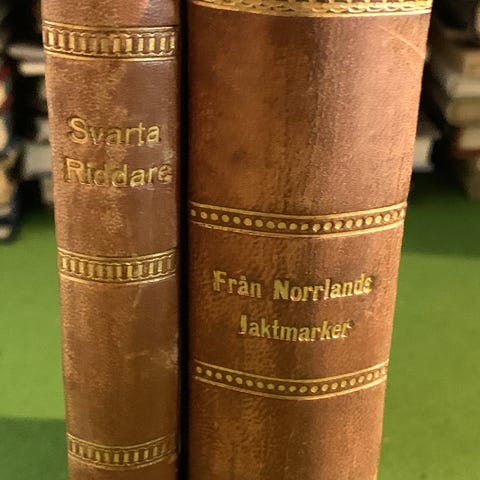 Svarta
Riddare
Från Norrlands
Jaktmarker